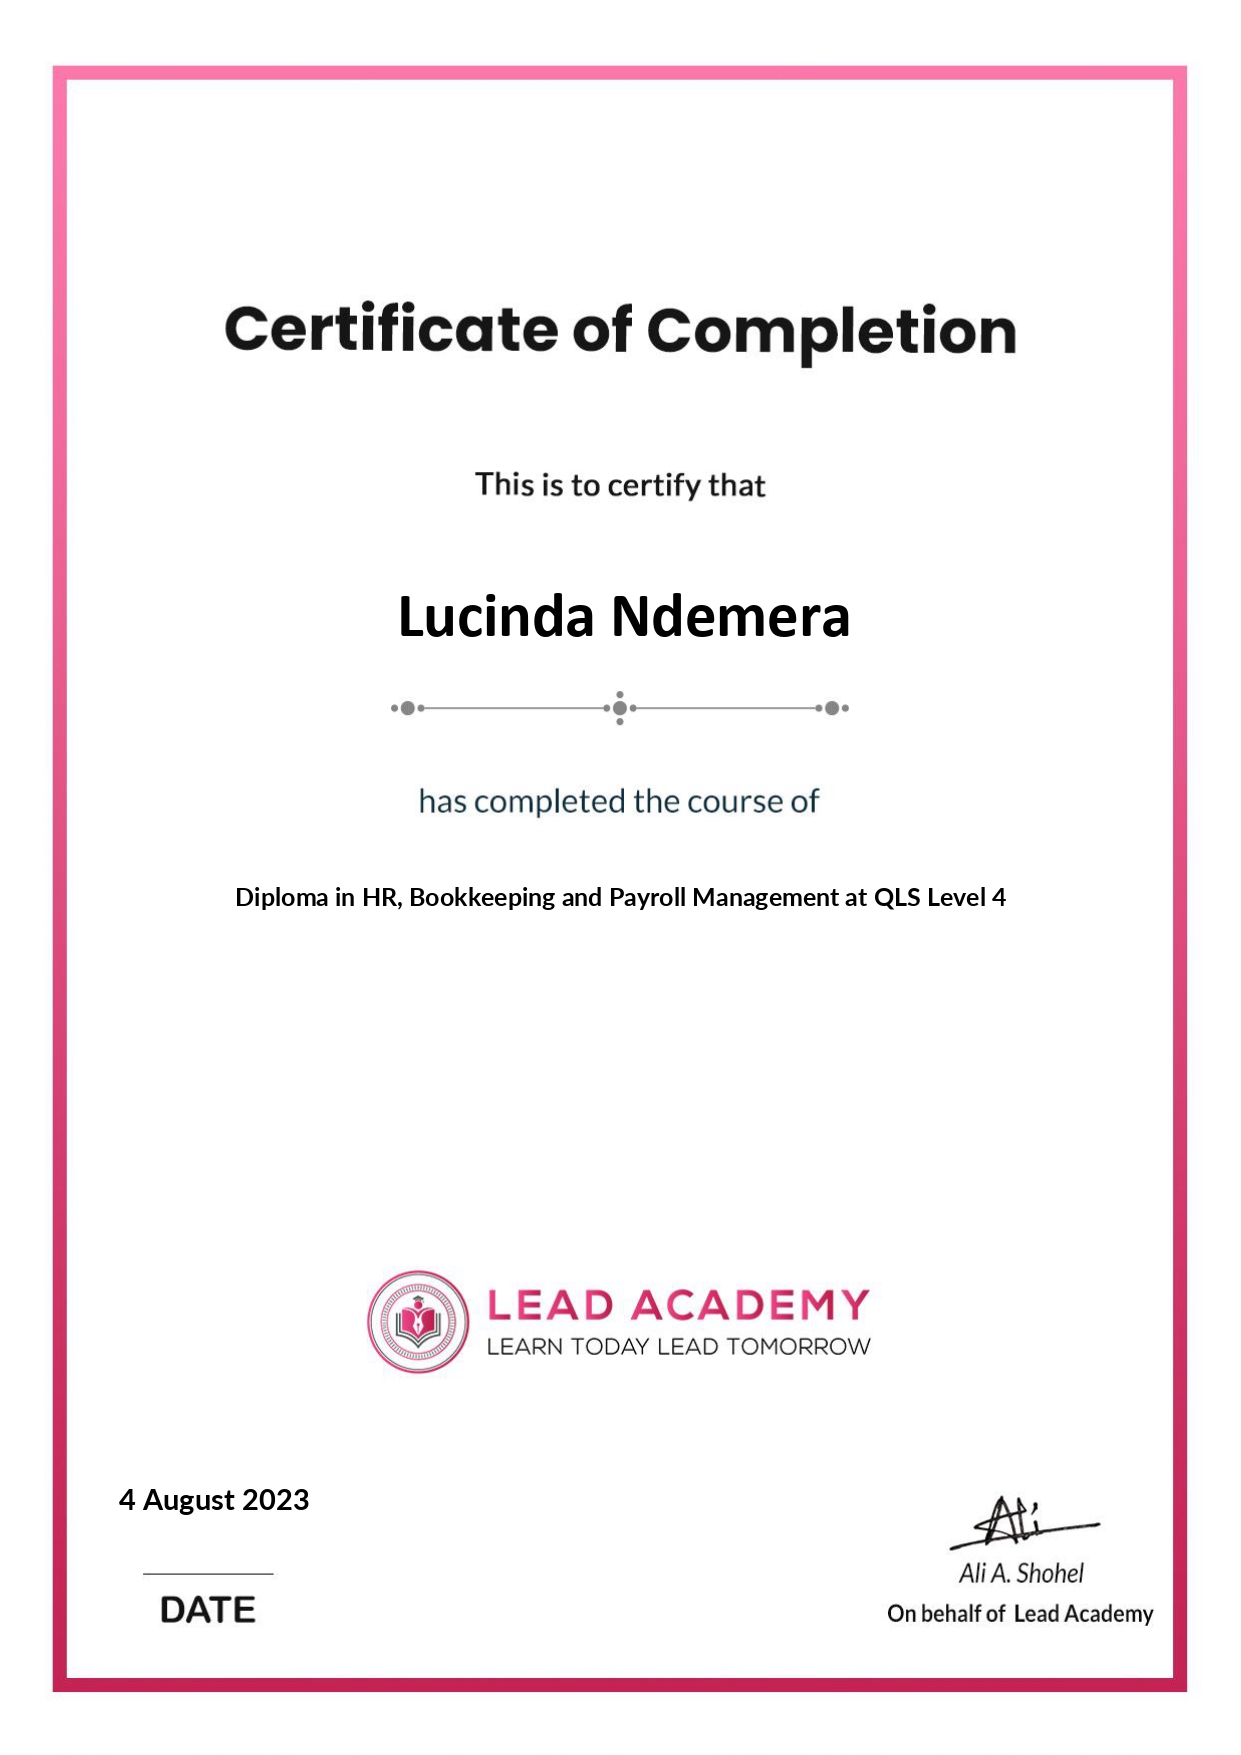 Certificate of Completion
This is to certify that
Lucinda Ndemera
has completed the course of
Diploma in HR, Bookkeeping and Payroll Management at QLS Level 4
LEAD ACADEMY
LEARN TODAY LEAD TOMORROW
4 August 2023
DATE
Ali
Ali A. Shohel
On behalf of Lead Academy